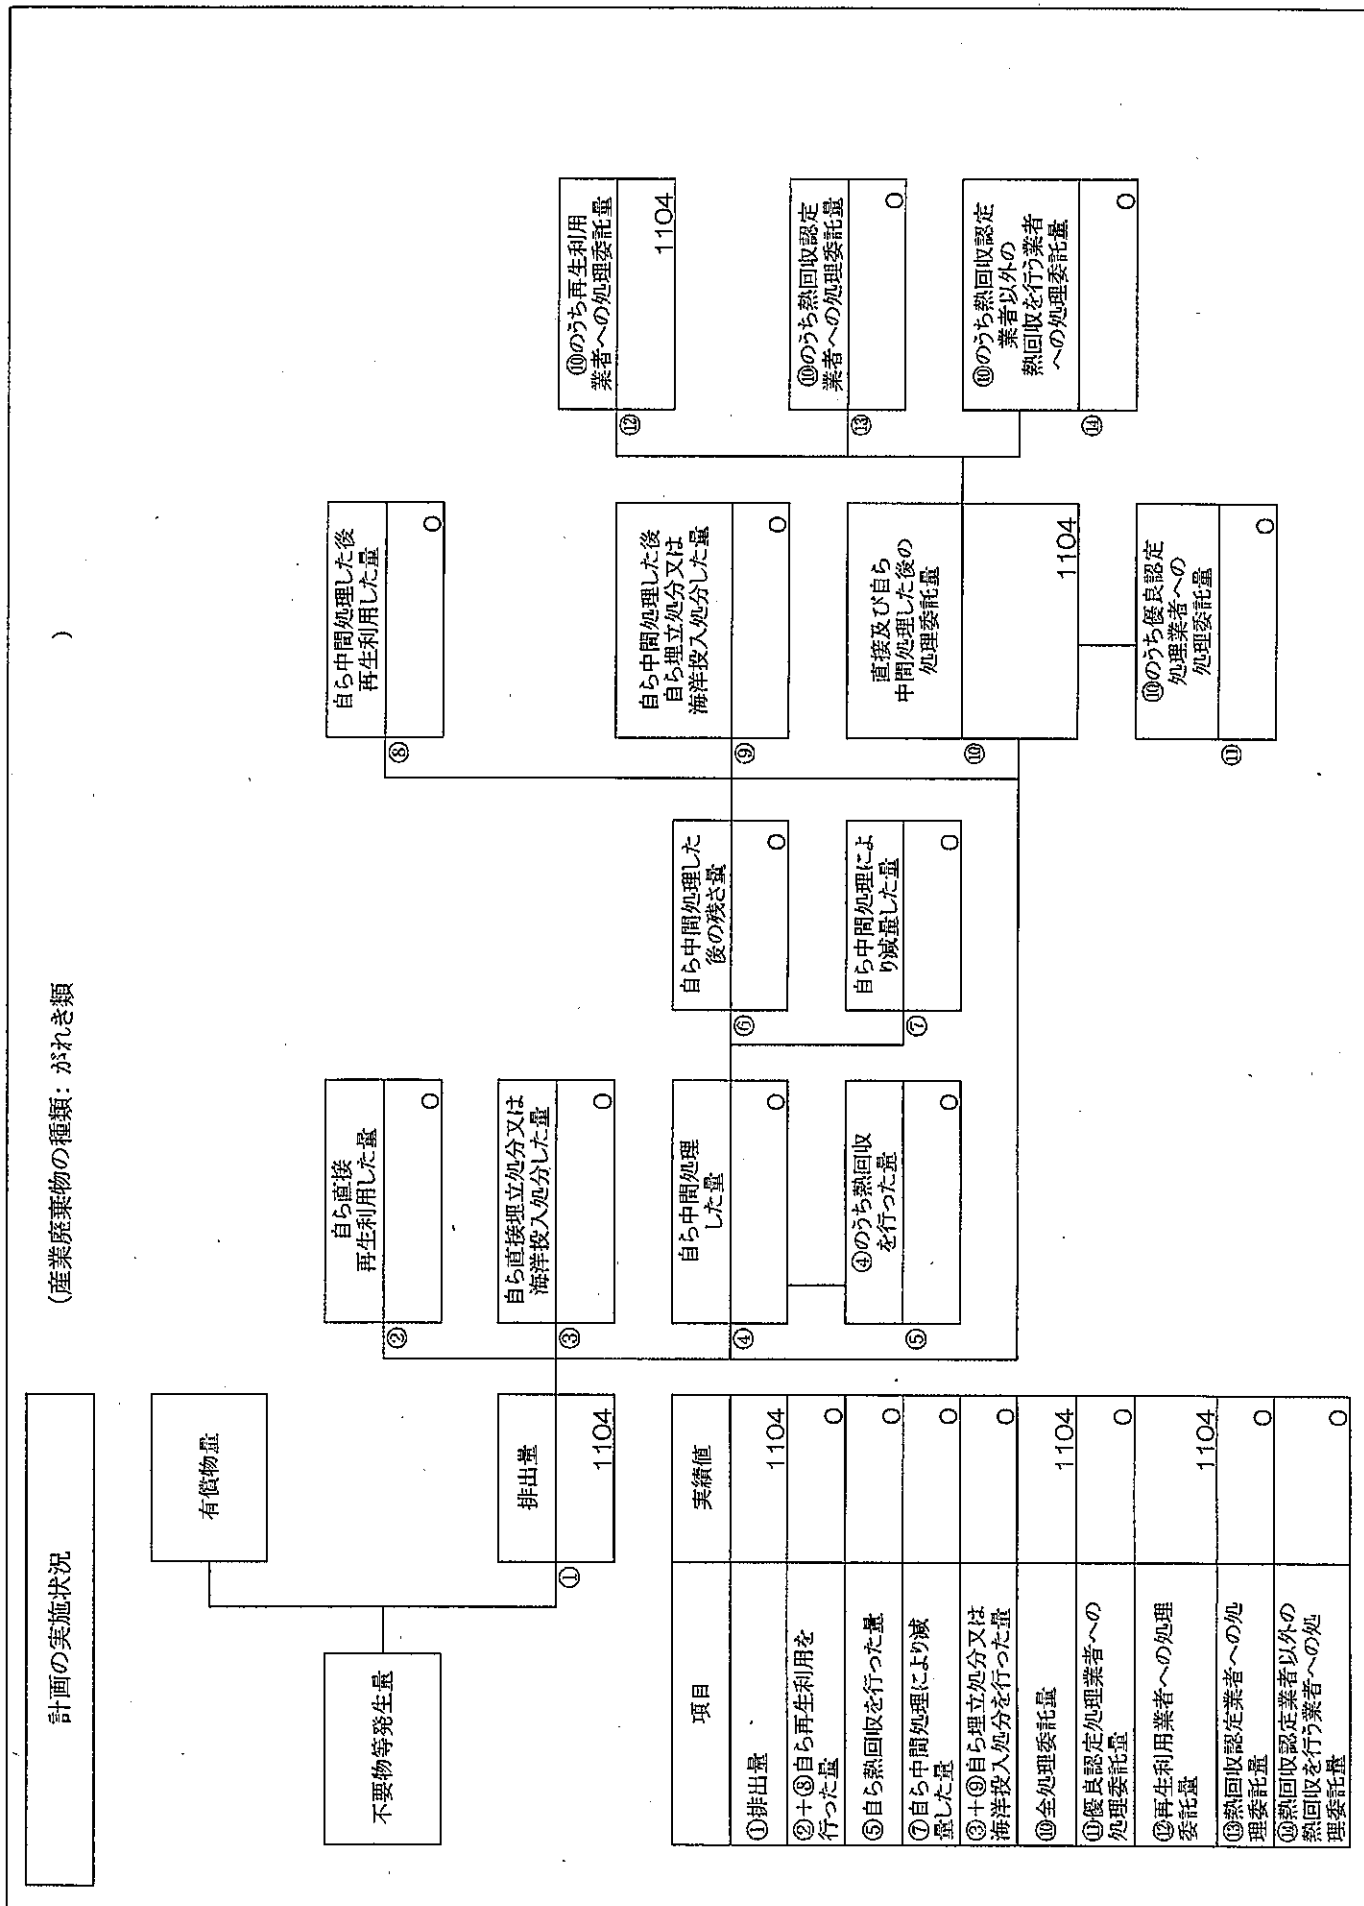 計画の実施状況
(産業廃棄物の種類: がれき類
)
不要物等発生量
有償物量
①
排出量
1104
②
自ら直接
再生利用した量
0
③
自ら直接埋立処分又は
海洋投入処分した量
0
④
自ら中間処理
した量
0
⑤
④のうち熱回収
を行った量
0
⑥
自ら中間処理した
後の残さ量
0
⑦
自ら中間処理によ
り減量した量
0
⑧
自ら中間処理した後
再生利用した量
0
⑨
自ら中間処理した後
自ら埋立処分又は
海洋投入処分した量
0
⑩
直接及び自ら
中間処理した後の
処理委託量
1104
⑪
⑩のうち優良認定
処理業者への
処理委託量
0
⑫
⑩のうち再生利用
業者への処理委託量
1104
⑬
⑩のうち熱回収認定
業者への処理委託量
0
⑭
⑩のうち熱回収認定
業者以外の
熱回収を行う業者
への処理委託量
0
項目 実績値
①排出量 1104
②+⑧自ら再生利用を
行った量 0
⑤自ら熱回収を行った量 0
⑦自ら中間処理により減
量した量 0
③+⑨自ら埋立処分又は
海洋投入処分を行った量 0
⑩全処理委託量 1104
⑪優良認定処理業者への
処理委託量 0
⑫再生利用業者への処理
委託量 1104
⑬熱回収認定業者への処
理委託量 0
⑭熱回収認定業者以外の
熱回収を行う業者への処
理委託量 0